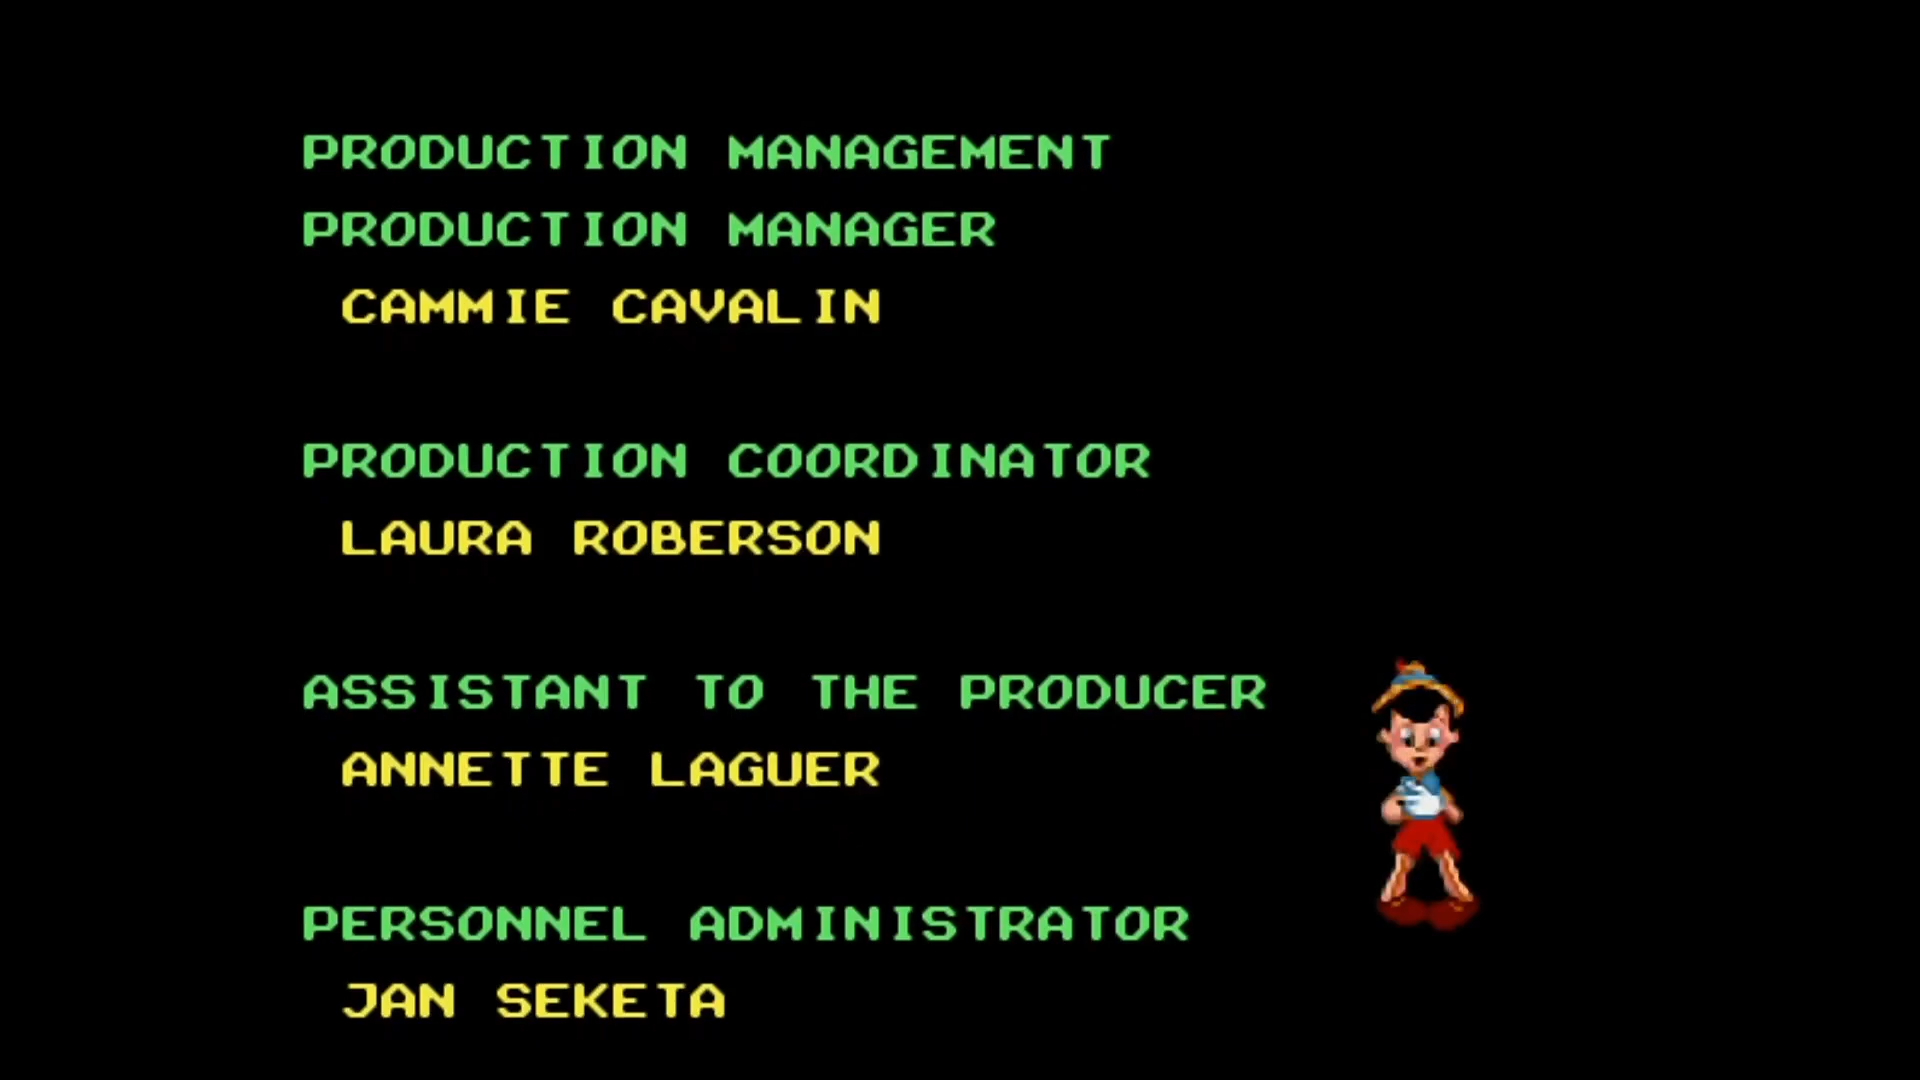 PRODUCTION MANAGEMENT
PRODUCTION MANAGER
CAMMIE CAVALIN
PRODUCTION COORDINATOR
LAURA ROBERSON
ASSISTANT TO THE PRODUCER
ANNETTE LAGUER
PERSONNEL ADMINISTRATOR
JAN SEKETA